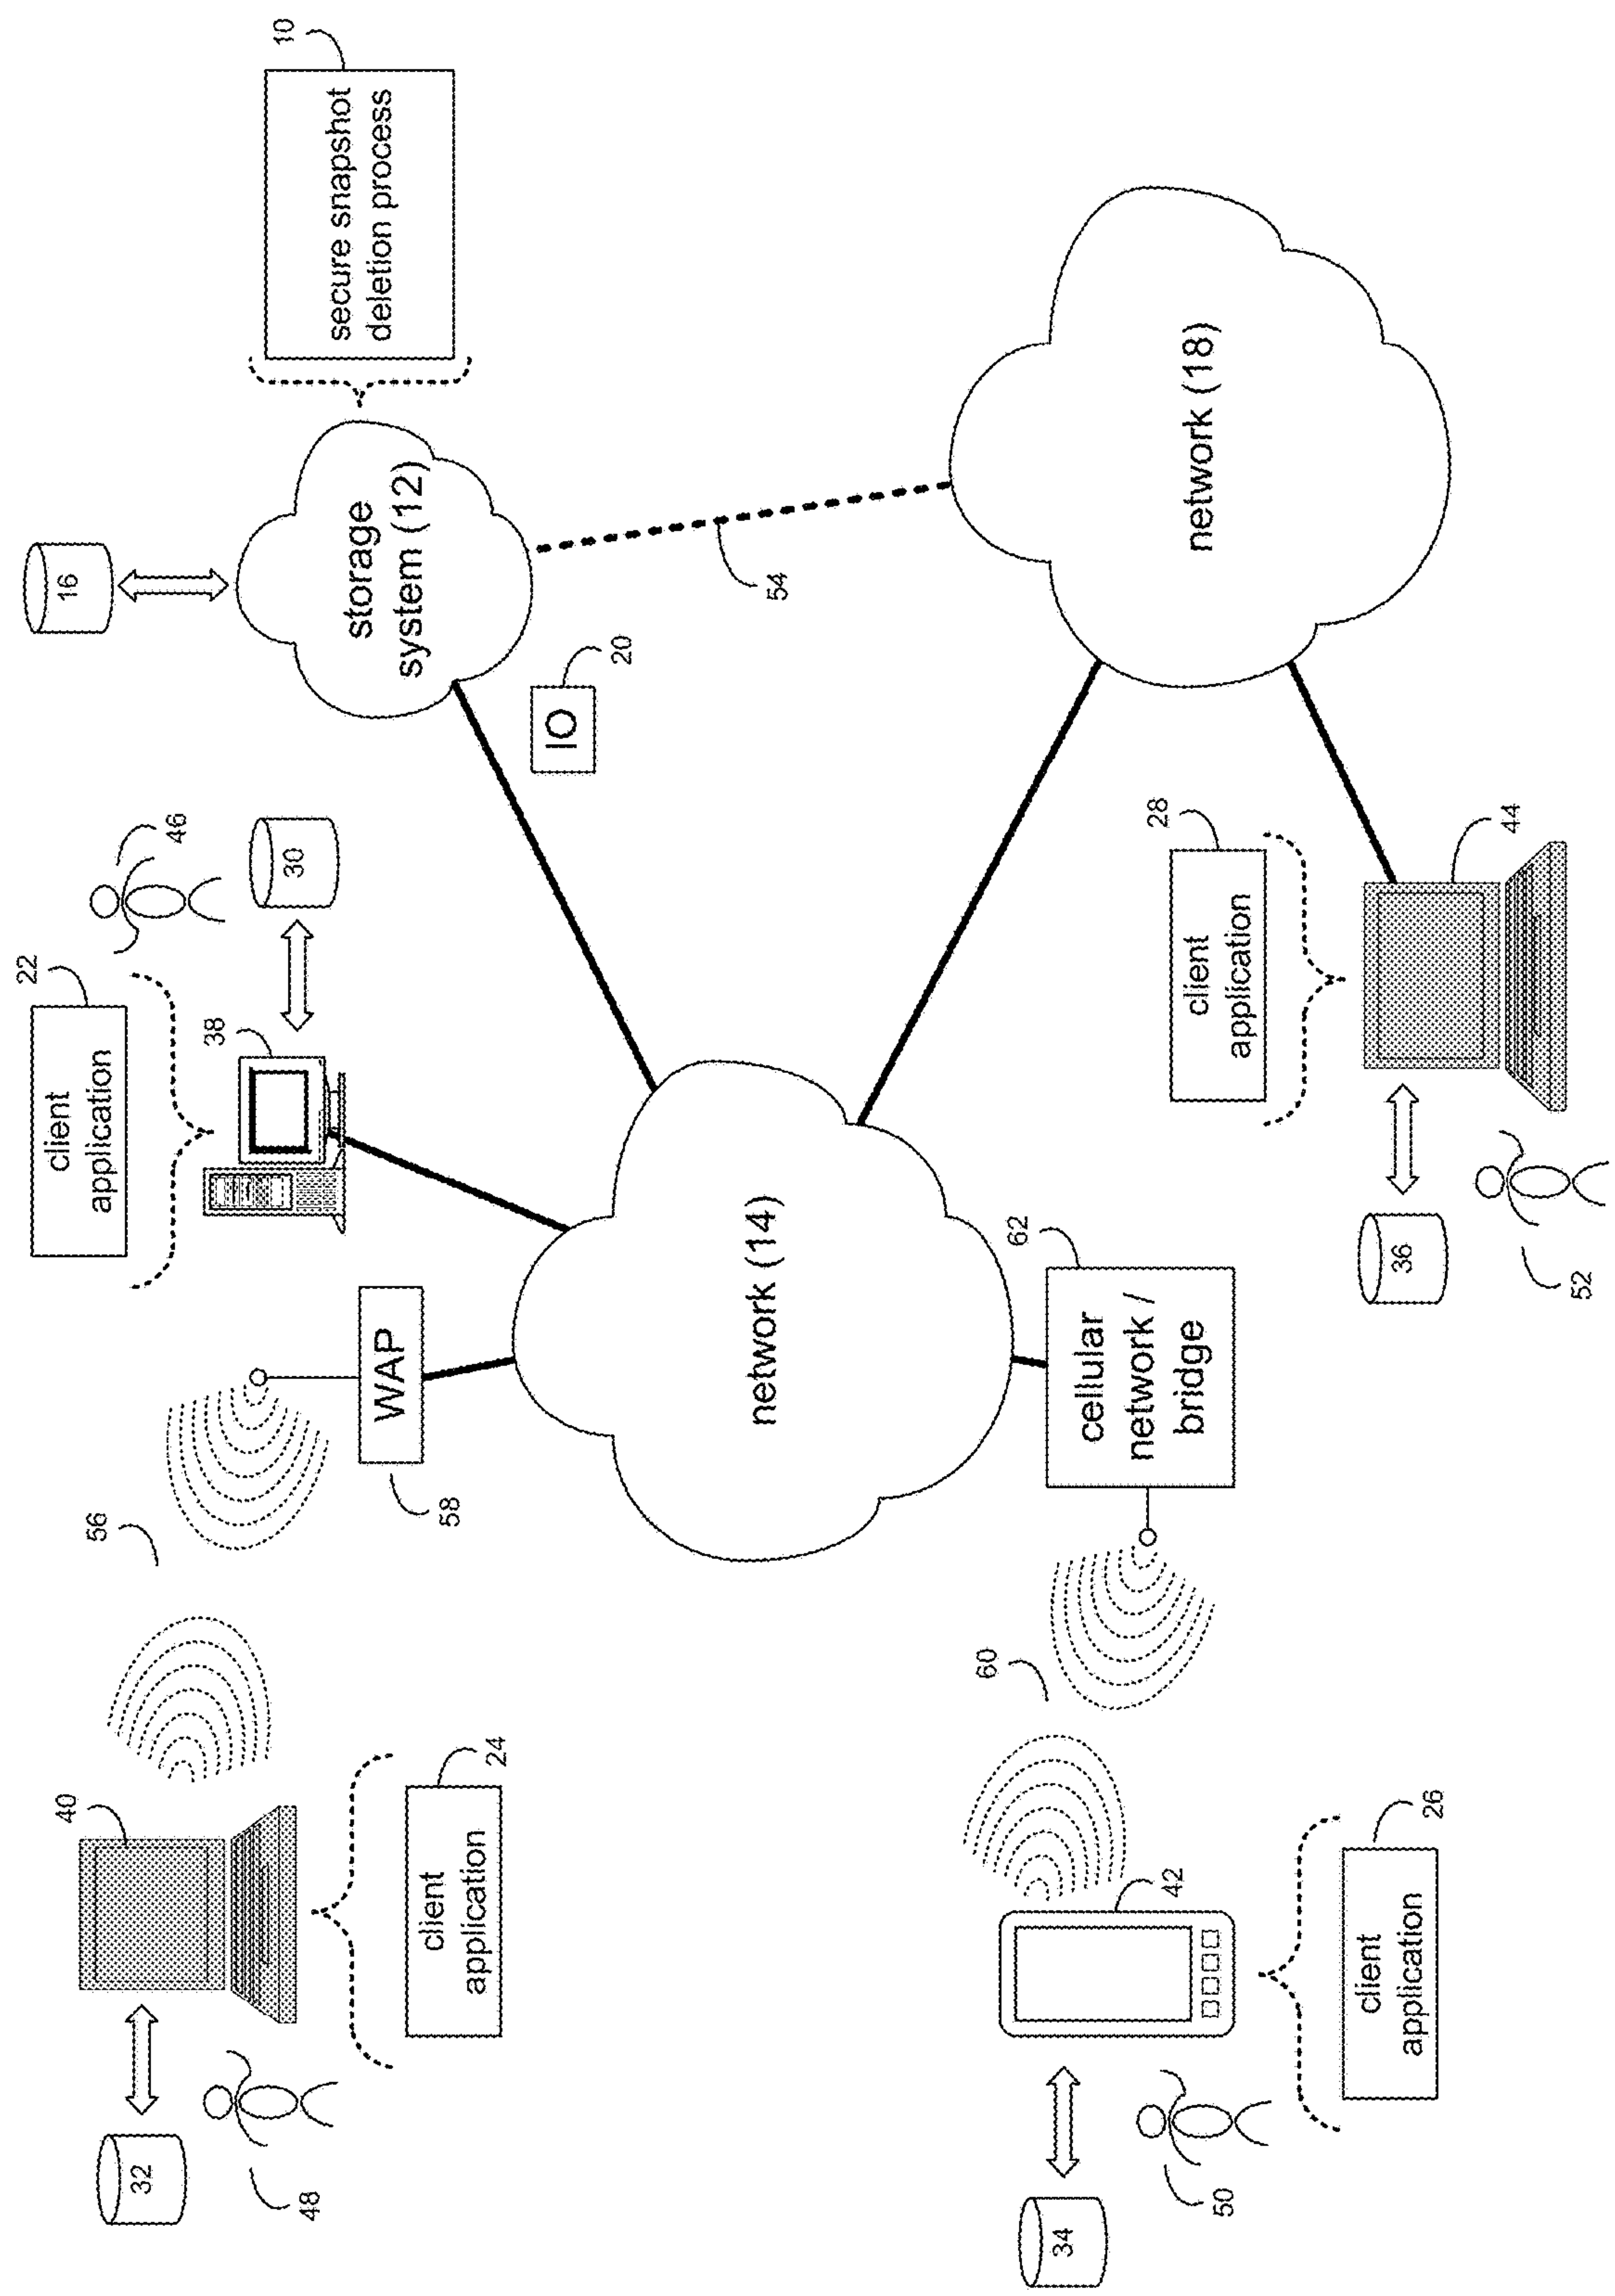 10
secure snapshot
deletion process
16
storage
system (12)
54
network (18)
IO
20
46
30
22
client
application
38
28
client
application
44
36
52
56
WAP
58
network (14)
62
cellular
network /
bridge
60
40
24
client
application
32
48
42
26
client
application
34
50